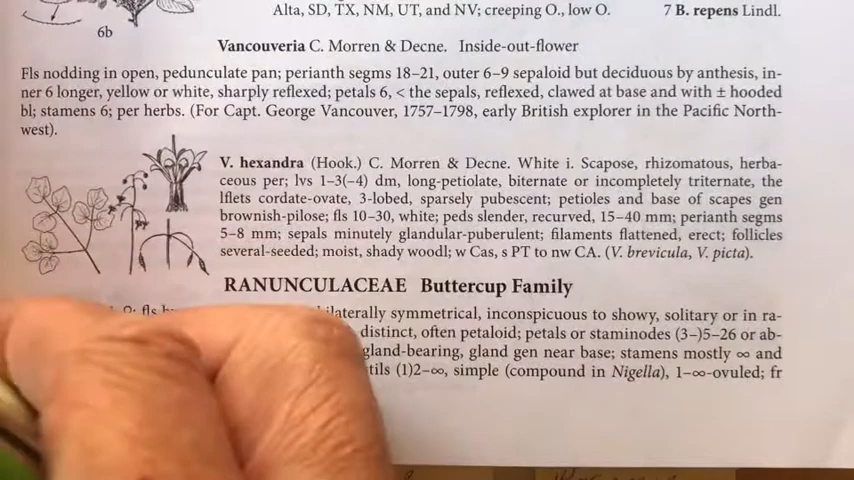 Alta, SD, TX, NM, UT, and NV; creeping O., low O. 7 B. repens Lindl.
6b
Vancouveria C. Morren & Decne. Inside-out-flower
Fls nodding in open, pedunculate pan; perianth segms 18–21, outer 6–9 sepaloid but deciduous by anthesis, in-
ner 6 longer, yellow or white, sharply reflexed; petals 6, < the sepals, reflexed, clawed at base and with ± hooded
bl; stamens 6; per herbs. (For Capt. George Vancouver, 1757–1798, early British explorer in the Pacific North-
west).
V. hexandra (Hook.) C. Morren & Decne. White i. Scapose, rhizomatous, herba-
ceous per; lvs 1–3(–4) dm, long-petiolate, biternate or incompletely triternate, the
lflets cordate-ovate, 3-lobed, sparsely pubescent; petioles and base of scapes gen
brownish-pilose; fls 10–30, white; peds slender, recurved, 15–40 mm; perianth segms
5–8 mm; sepals minutely glandular-puberulent; filaments flattened, erect; follicles
several-seeded; moist, shady woodl; w Cas, s PT to nw CA. (V. brevicula, V. picta).
RANUNCULACEAE Buttercup Family
bilaterally symmetrical, inconspicuous to showy, solitary or in ra-
distinct, often petaloid; petals or staminodes (3–)5–26 or ab-
gland-bearing, gland gen near base; stamens mostly ∞ and
tils (1)2–∞, simple (compound in Nigella), 1–∞-ovuled; fr